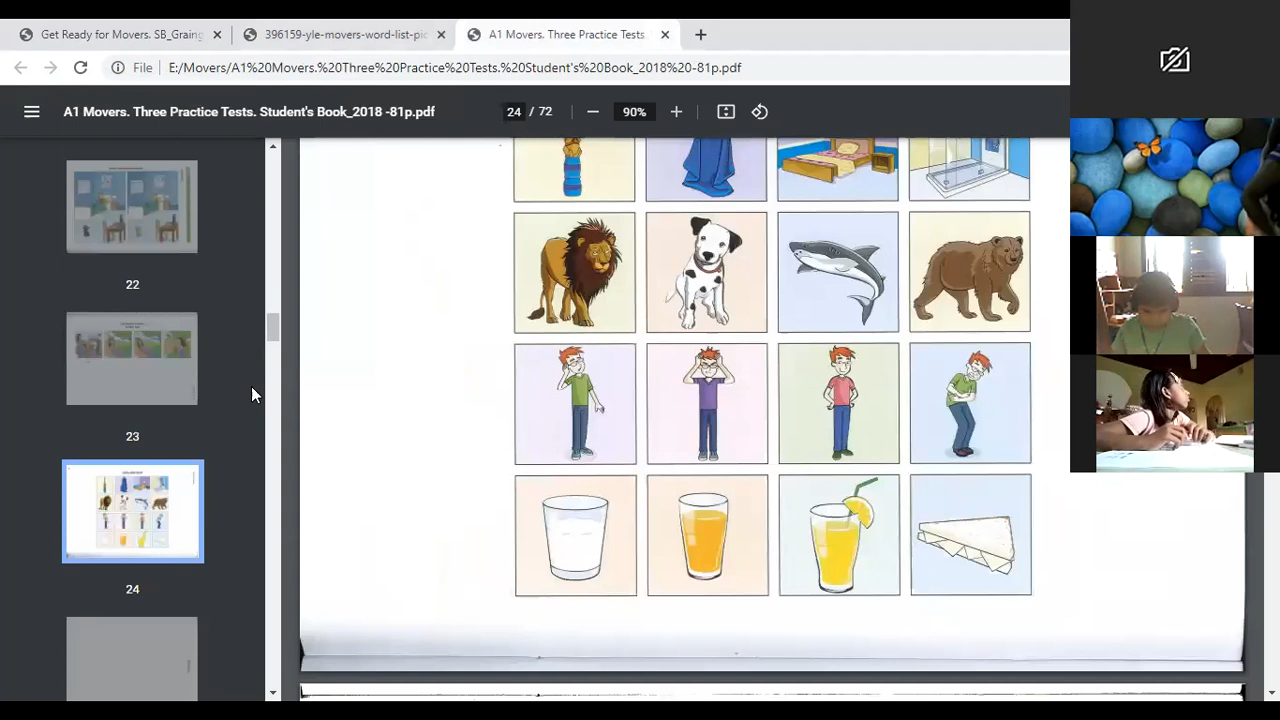 Get Ready for Movers. SB_Graing
396159-yle-movers-word-list-pic
A1 Movers. Three Practice Tests.
File
E:/Movers/A1%20Movers.%20Three%20Practice%20Tests.%20Student's%20Book_2018%20-81p.pdf
A1 Movers. Three Practice Tests. Student's Book_2018 -81p.pdf
24 / 72
90%
22
23
24